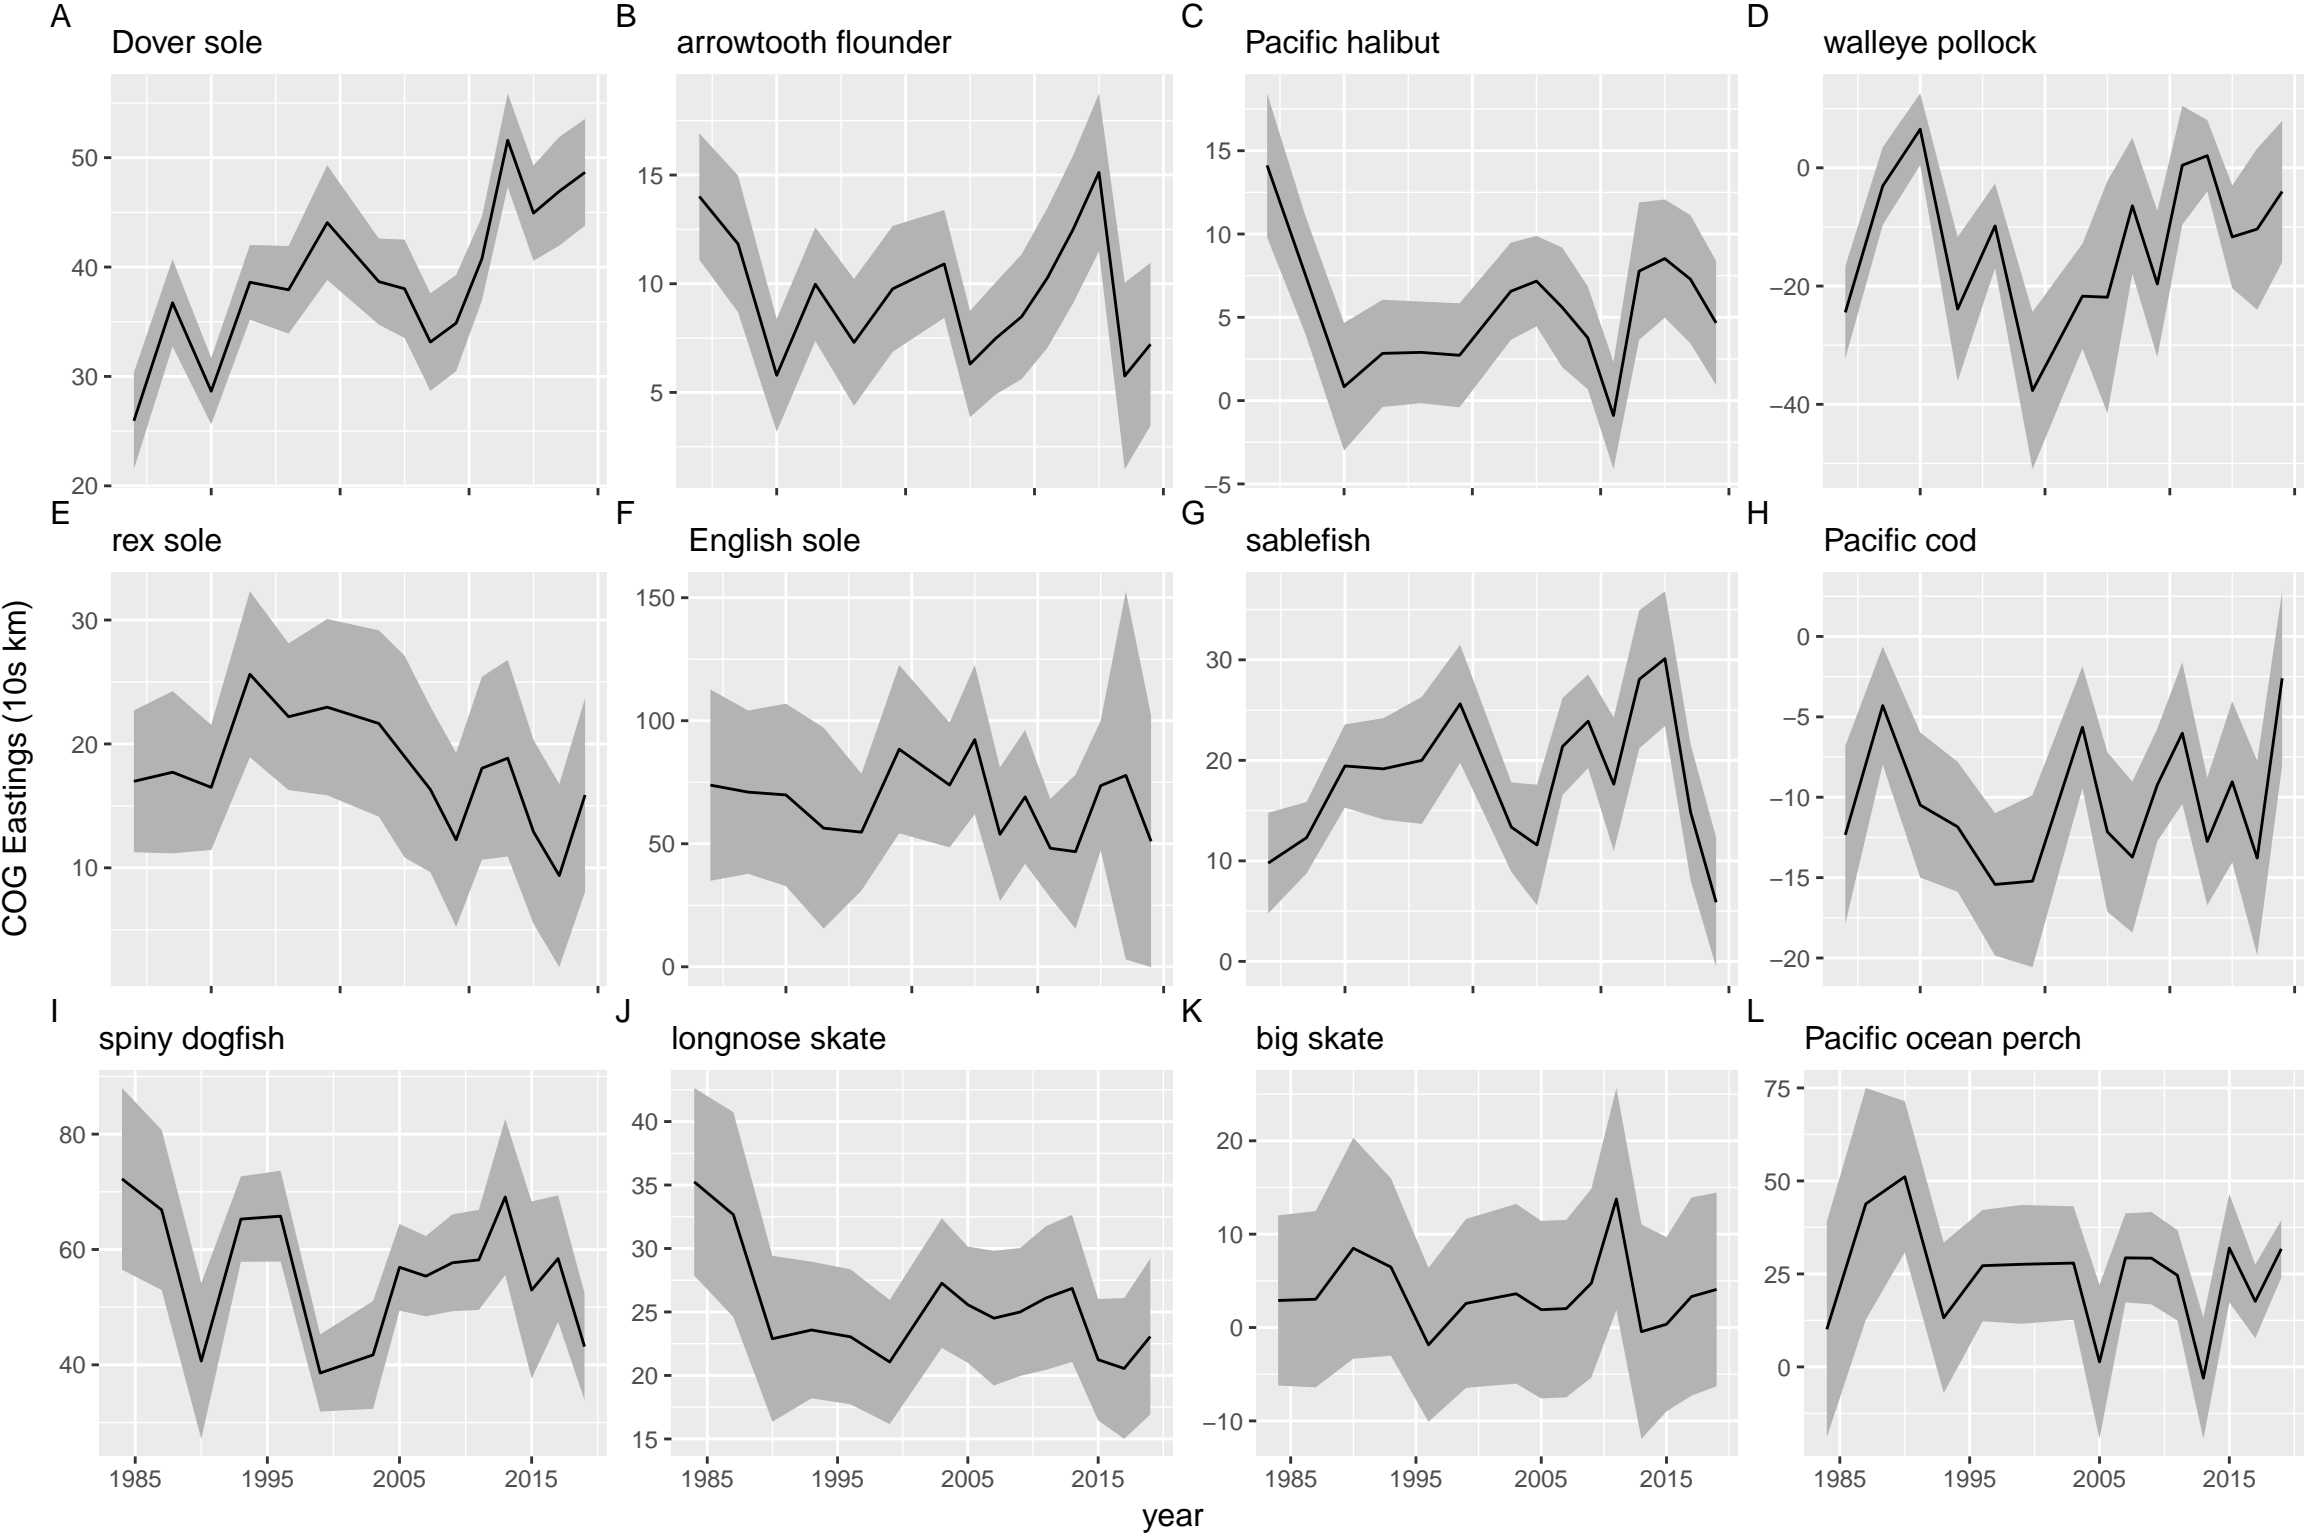 A
Dover sole
50
40
30
20
B
arrowtooth flounder
15
10
5
C
Pacific halibut
15
10
5
0
−5
D
walleye pollock
0
−20
−40
COG Eastings (10s km)
E
rex sole
30
20
10
F
English sole
150
100
50
0
G
sablefish
30
20
10
0
H
Pacific cod
0
−5
−10
−15
−20
I
spiny dogfish
80
60
40
1985 1995 2005 2015
J
longnose skate
40
35
30
25
20
15
1985 1995 2005 2015
K
big skate
20
10
0
−10
1985 1995 2005 2015
L
Pacific ocean perch
75
50
25
0
1985 1995 2005 2015
year